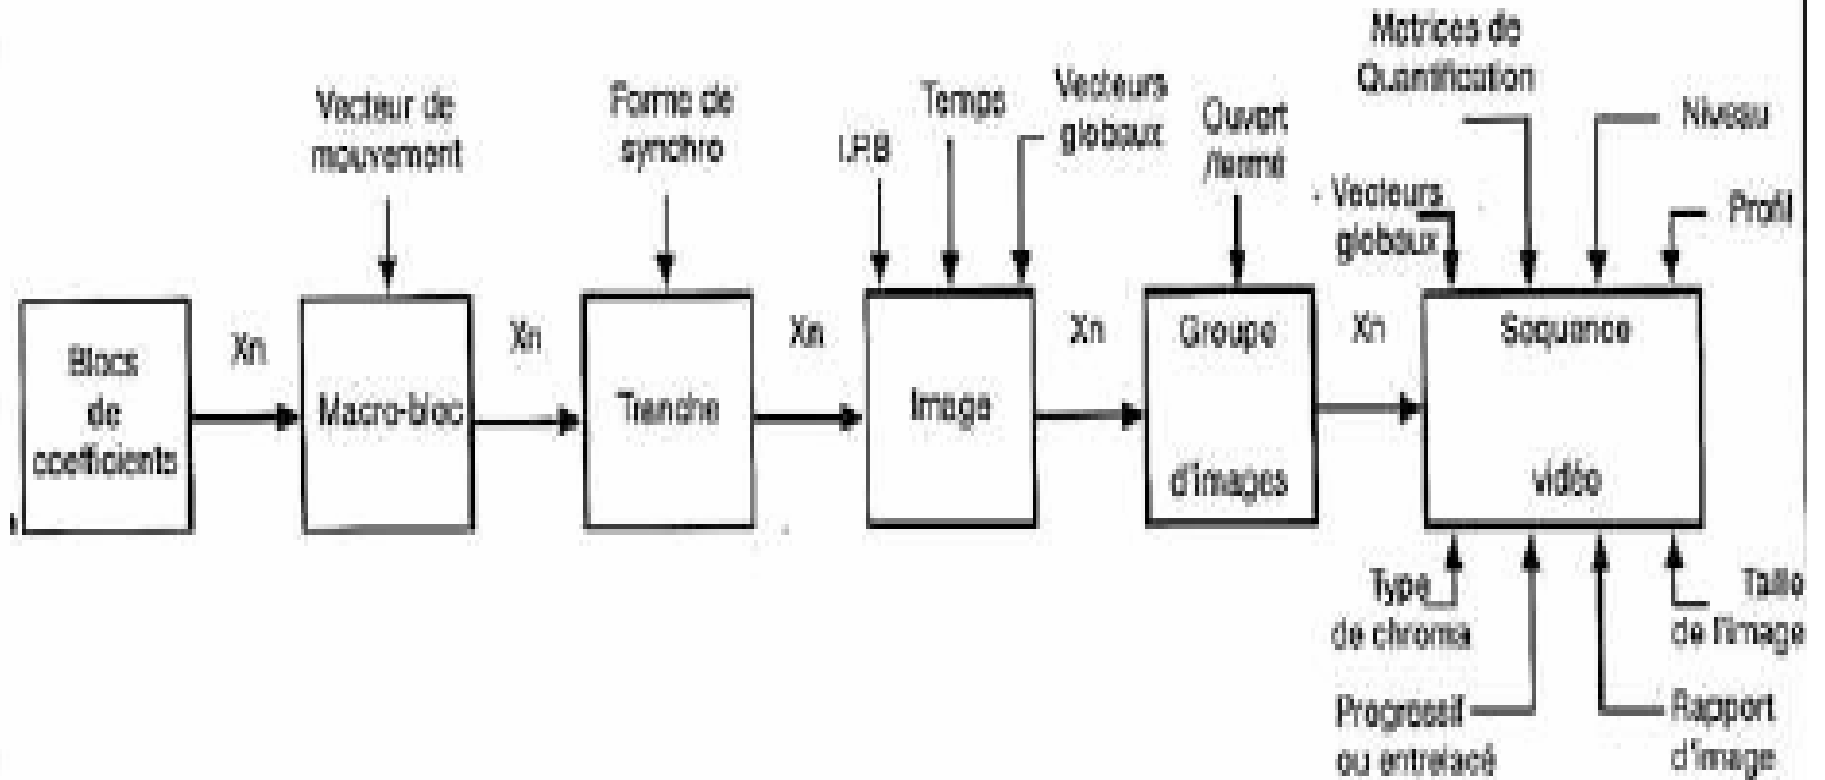 Matrices de
Quantification
Vecteur de
mouvement
Forme de
synchro
I.P.B
Temps
Vecteurs
globaux
Ouvert
/fermé
Vecteurs
globaux
Niveau
Profil
Blocs
de
coefficients
Xn
Macro-bloc
Xn
Tranche
Xn
Image
Xn
Groupe
d'images
Xn
Sequence
vidéo
Type
de chroma
Taille
de l'image
Progressif
ou entrelacé
Rapport
d'image